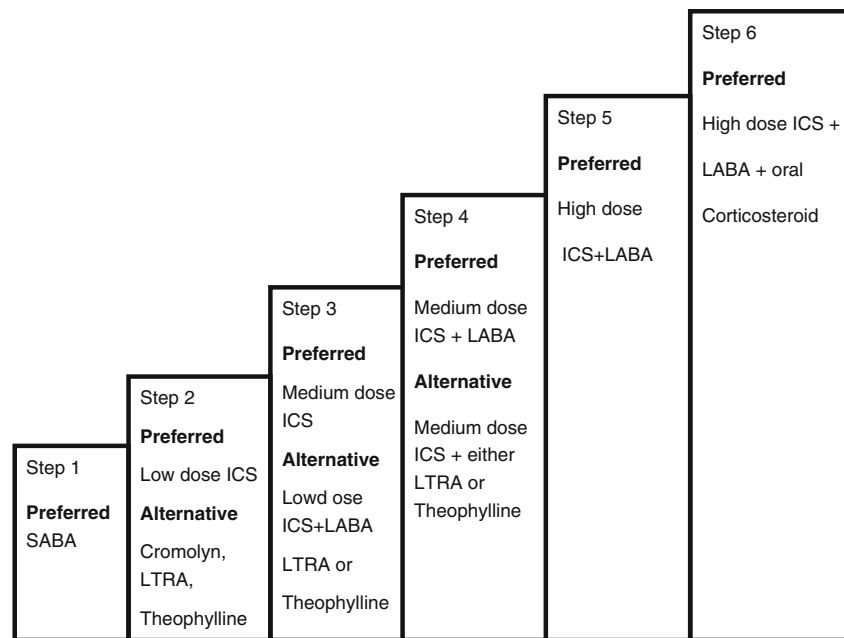 Step 1
Preferred
SABA
Step 2
Preferred
Low dose ICS
Alternative
Cromolyn,
LTRA,
Theophylline
Step 3
Preferred
Medium dose
ICS
Alternative
Lowd ose
ICS+LABA
LTRA or
Theophylline
Step 4
Preferred
Medium dose
ICS + LABA
Alternative
Medium dose
ICS + either
LTRA or
Theophylline
Step 5
Preferred
High dose
ICS+LABA
Step 6
Preferred
High dose ICS +
LABA + oral
Corticosteroid